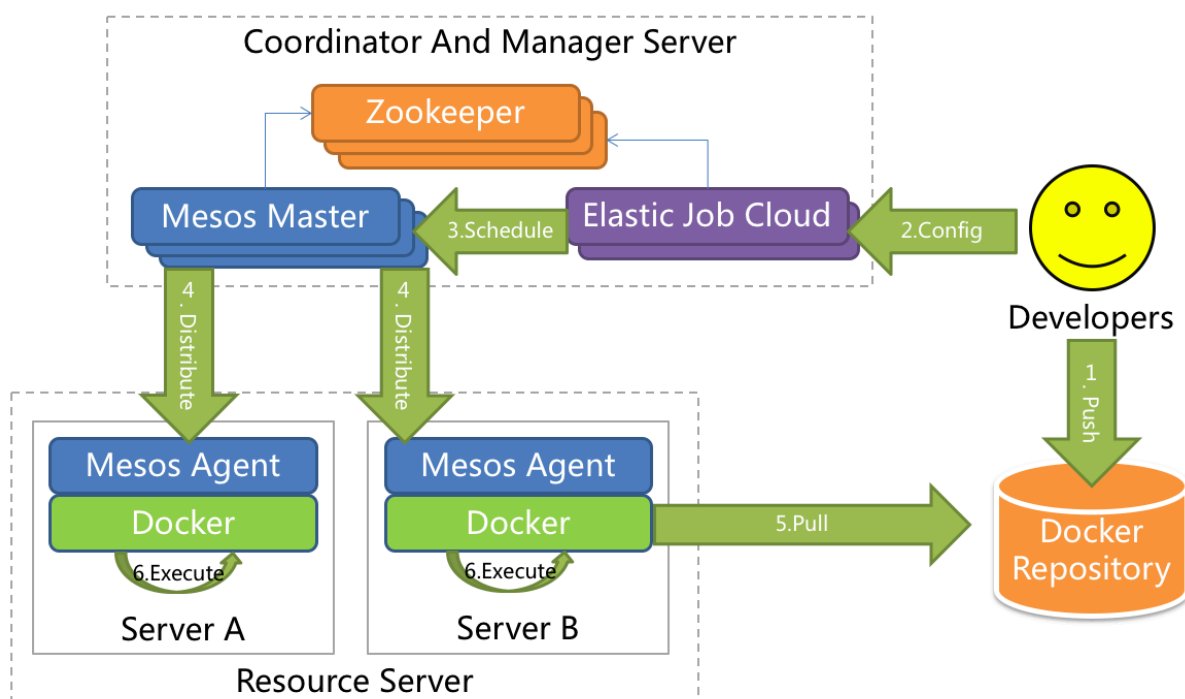 Coordinator And Manager Server
Zookeeper
Mesos Master
3.Schedule
Elastic Job Cloud
2.Config
Developers
4. Distribute
4. Distribute
1. Push
Mesos Agent
Docker
6.Execute
Server A
Mesos Agent
Docker
6.Execute
Server B
5.Pull
Docker
Repository
Resource Server